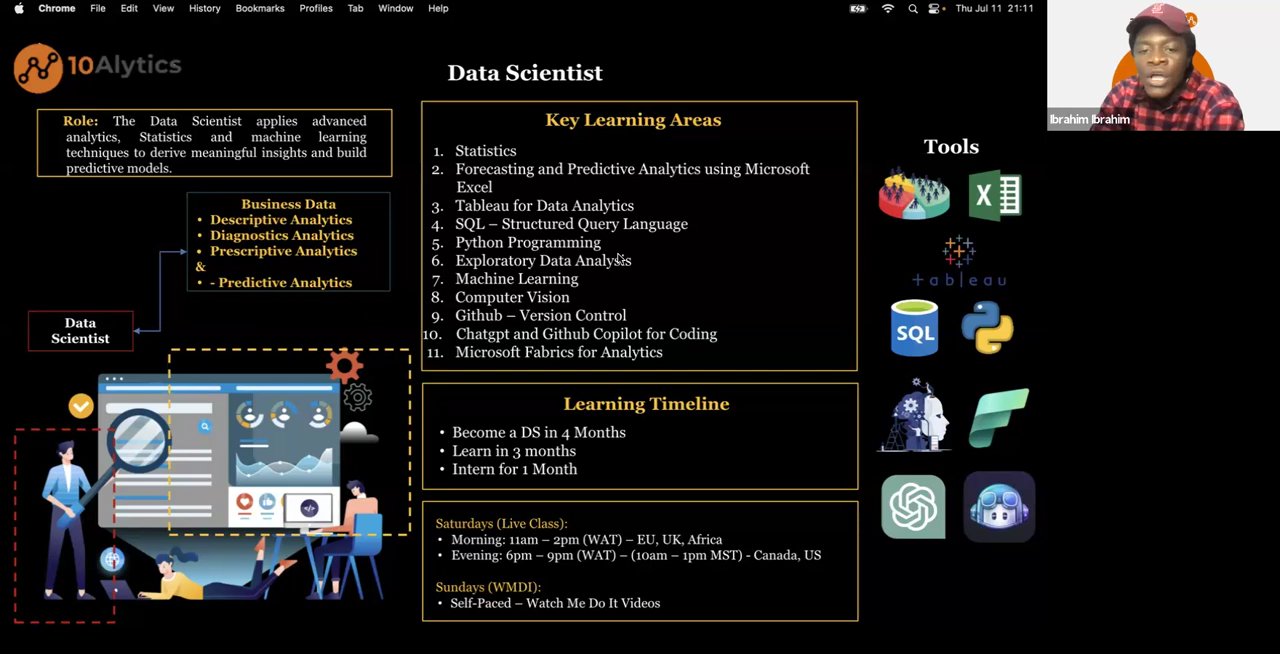 Chrome File Edit View History Bookmarks Profiles Tab Window Help Thu Jul 11 21:11
10Alytics
Data Scientist
Role: The Data Scientist applies advanced
analytics, Statistics and machine learning
techniques to derive meaningful insights and build
predictive models.
Business Data
• Descriptive Analytics
• Diagnostics Analytics
• Prescriptive Analytics
&
• - Predictive Analytics
Data
Scientist
Key Learning Areas
1. Statistics
2. Forecasting and Predictive Analytics using Microsoft
Excel
3. Tableau for Data Analytics
4. SQL – Structured Query Language
5. Python Programming
6. Exploratory Data Analysis
7. Machine Learning
8. Computer Vision
9. Github – Version Control
10. Chatgpt and Github Copilot for Coding
11. Microsoft Fabrics for Analytics
Learning Timeline
• Become a DS in 4 Months
• Learn in 3 months
• Intern for 1 Month
Saturdays (Live Class):
• Morning: 11am – 2pm (WAT) – EU, UK, Africa
• Evening: 6pm – 9pm (WAT) – (10am – 1pm MST) - Canada, US
Sundays (WMDI):
• Self-Paced – Watch Me Do It Videos
Ibrahim Ibrahim
Tools
X
+ableau
SQL